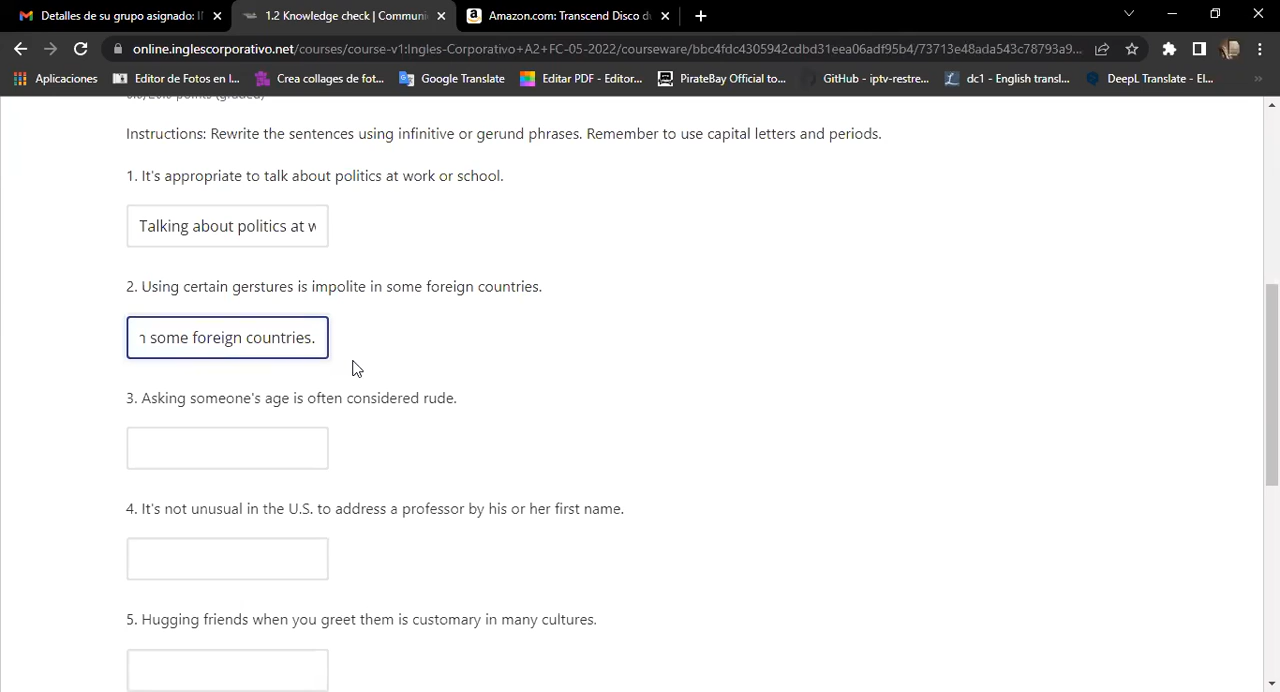 Detalles de su grupo asignado: I
1.2 Knowledge check | Communi
Amazon.com: Transcend Disco d
online.inglescorporativo.net/courses/course-v1:Ingles-Corporativo+A2+FC-05-2022/courseware/bbc4fdc4305942cdbd31eea06adf95b4/73713e48ada543c78793a9...
Aplicaciones
Editor de Fotos en l...
Crea collages de fot...
Google Translate
Editar PDF - Editor...
PirateBay Official to...
GitHub - iptv-restre...
dc1 - English transl...
DeepL Translate - El...
Instructions: Rewrite the sentences using infinitive or gerund phrases. Remember to use capital letters and periods.
1. It's appropriate to talk about politics at work or school.
Talking about politics at w
2. Using certain gerstures is impolite in some foreign countries.
n some foreign countries.
3. Asking someone's age is often considered rude.
4. It's not unusual in the U.S. to address a professor by his or her first name.
5. Hugging friends when you greet them is customary in many cultures.